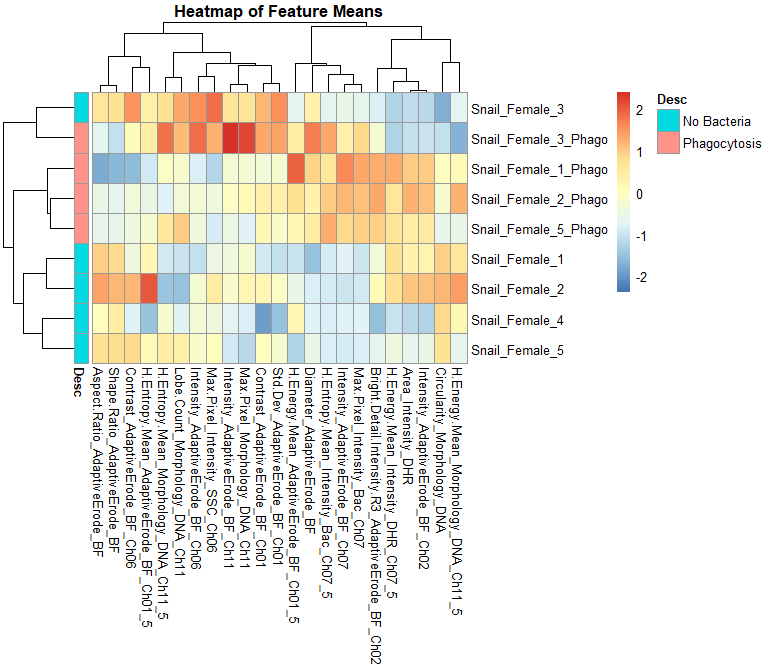 Heatmap of Feature Means
Snail_Female_3
Snail_Female_3_Phago
Snail_Female_1_Phago
Snail_Female_2_Phago
Snail_Female_5_Phago
Snail_Female_1
Snail_Female_2
Snail_Female_4
Snail_Female_5
2
1
0
-1
-2
Desc
No Bacteria
Phagocytosis
Desc
Aspect.Ratio_AdaptiveErode_BF
Shape.Ratio_AdaptiveErode_BF
Contrast_AdaptiveErode_BF_Ch06
H.Entropy.Mean_AdaptiveErode_BF_Ch01_5
H.Entropy.Mean_Morphology_DNA_Ch11_5
Lobe.Count_Morphology_DNA_Ch11
Intensity_AdaptiveErode_BF_Ch06
Max.Pixel_Intensity_SSC_Ch06
Intensity_AdaptiveErode_BF_Ch11
Max.Pixel_Morphology_DNA_Ch11
Contrast_AdaptiveErode_BF_Ch01
Std.Dev_AdaptiveErode_BF_Ch01
H.Energy.Mean_AdaptiveErode_BF_Ch01_5
Diameter_AdaptiveErode_BF
H.Entropy.Mean_Intensity_Bac_Ch07_5
Intensity_AdaptiveErode_BF_Ch07
Max.Pixel_Intensity_Bac_Ch07
Bright.Detail.Intensity.R3_AdaptiveErode_BF_Ch02
H.Energy.Mean_Intensity_DHR_Ch07_5
Area_Intensity_DHR
Intensity_AdaptiveErode_BF_Ch02
Circularity_Morphology_DNA
H.Energy.Mean_Morphology_DNA_Ch11_5